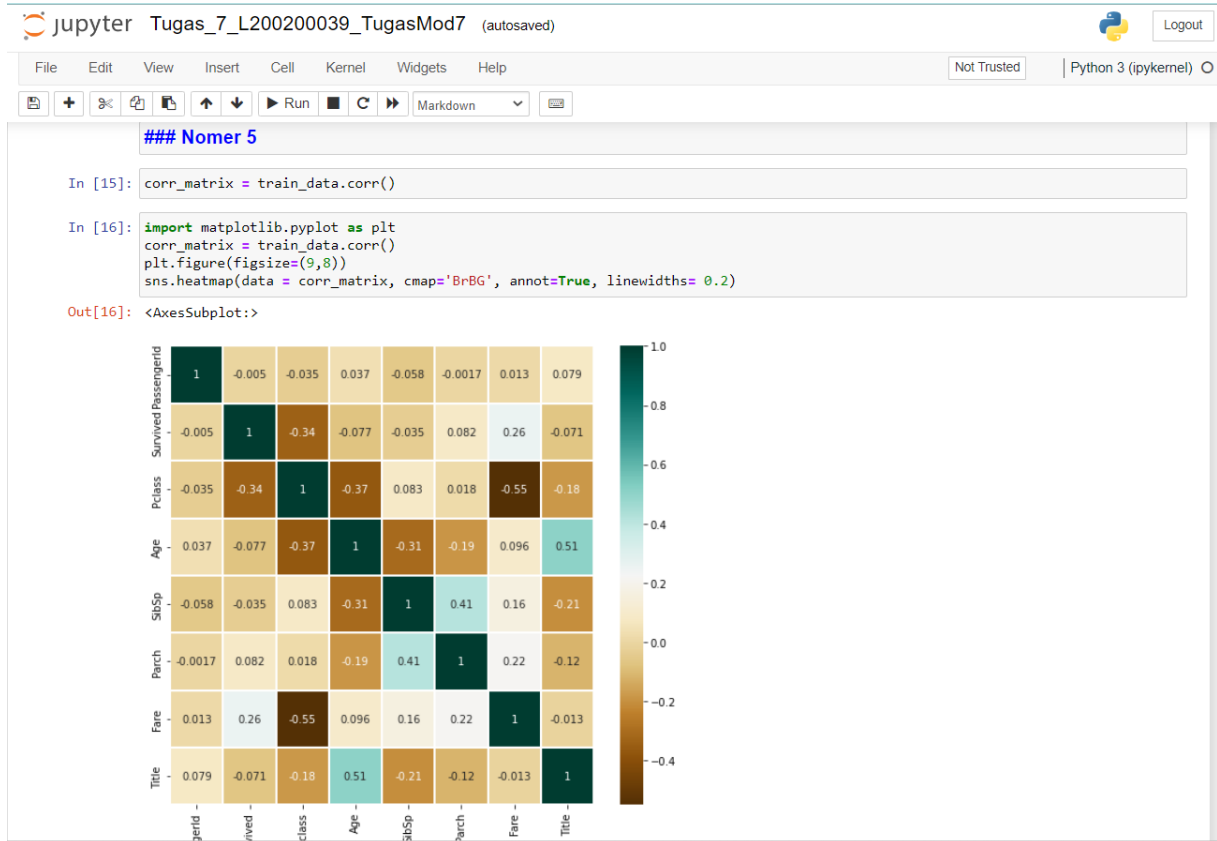 jupyter Tugas_7_L200200039_TugasMod7 (autosaved) Logout
File Edit View Insert Cell Kernel Widgets Help Not Trusted Python 3 (ipykernel)
Run Markdown
### Nomer 5
In [15]: corr_matrix = train_data.corr()
In [16]: import matplotlib.pyplot as plt
corr_matrix = train_data.corr()
plt.figure(figsize=(9,8))
sns.heatmap(data = corr_matrix, cmap='BrBG', annot=True, linewidths= 0.2)
Out[16]: <AxesSubplot:>
PassengerId 1 -0.005 -0.035 0.037 -0.058 -0.0017 0.013 0.079
Survived -0.005 1 -0.34 -0.077 -0.035 0.082 0.26 -0.071
Pclass -0.035 -0.34 1 -0.37 0.083 0.018 -0.55 -0.18
Age 0.037 -0.077 -0.37 1 -0.31 -0.19 0.096 0.51
SibSp -0.058 -0.035 0.083 -0.31 1 0.41 0.16 -0.21
Parch -0.0017 0.082 0.018 -0.19 0.41 1 0.22 -0.12
Fare 0.013 0.26 -0.55 0.096 0.16 0.22 1 -0.013
Title 0.079 -0.071 -0.18 0.51 -0.21 -0.12 -0.013 1
gerId vived class Age SibSp Parch Fare Title
1.0
0.8
0.6
0.4
0.2
0.0
-0.2
-0.4